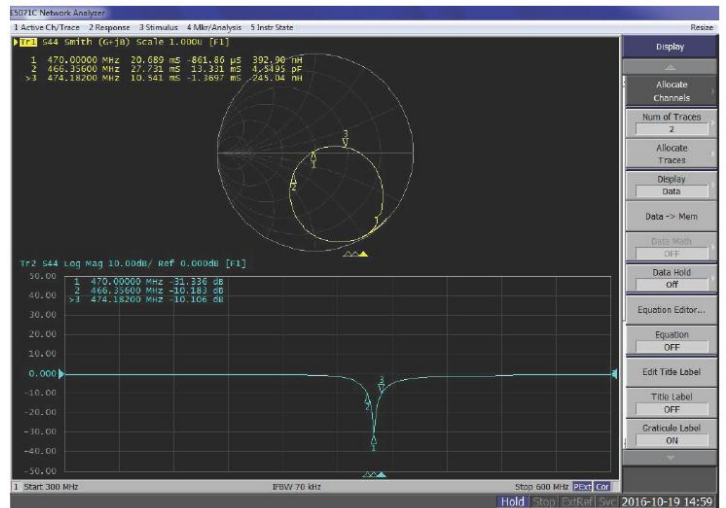 E5071C Network Analyzer
1 Active Ch/Trace 2 Response 3 Stimulus 4 Mkr/Analysis 5 Instr State
Resize
Tr1 S44 Smith (G+jB) Scale 1.000U [F1]
1 470.00000 MHz 20.689 mS -861.86 µS 392.90 nH
2 466.35600 MHz 27.731 mS 13.331 mS 4.5495 pF
>3 474.18200 MHz 10.541 mS -1.3697 mS 245.04 nH
3
1
2
Tr2 S44 Log Mag 10.00dB/ Ref 0.000dB [F1]
50.00
40.00
30.00
20.00
10.00
0.000
-10.00
-20.00
-30.00
-40.00
-50.00
1 470.00000 MHz -31.336 dB
2 466.35600 MHz -10.183 dB
>3 474.18200 MHz -10.106 dB
3
2
1
1 Start 300 MHz
IFBW 70 kHz
Stop 600 MHz PExt Cor
Display
Allocate
Channels
Num of Traces
2
Allocate
Traces
Display
Data
Data -> Mem
Data Math
OFF
Data Hold
Off
Equation Editor...
Equation
OFF
Edit Title Label
Title Label
OFF
Graticule Label
ON
Hold Stop ExtRef Svc 2016-10-19 14:59